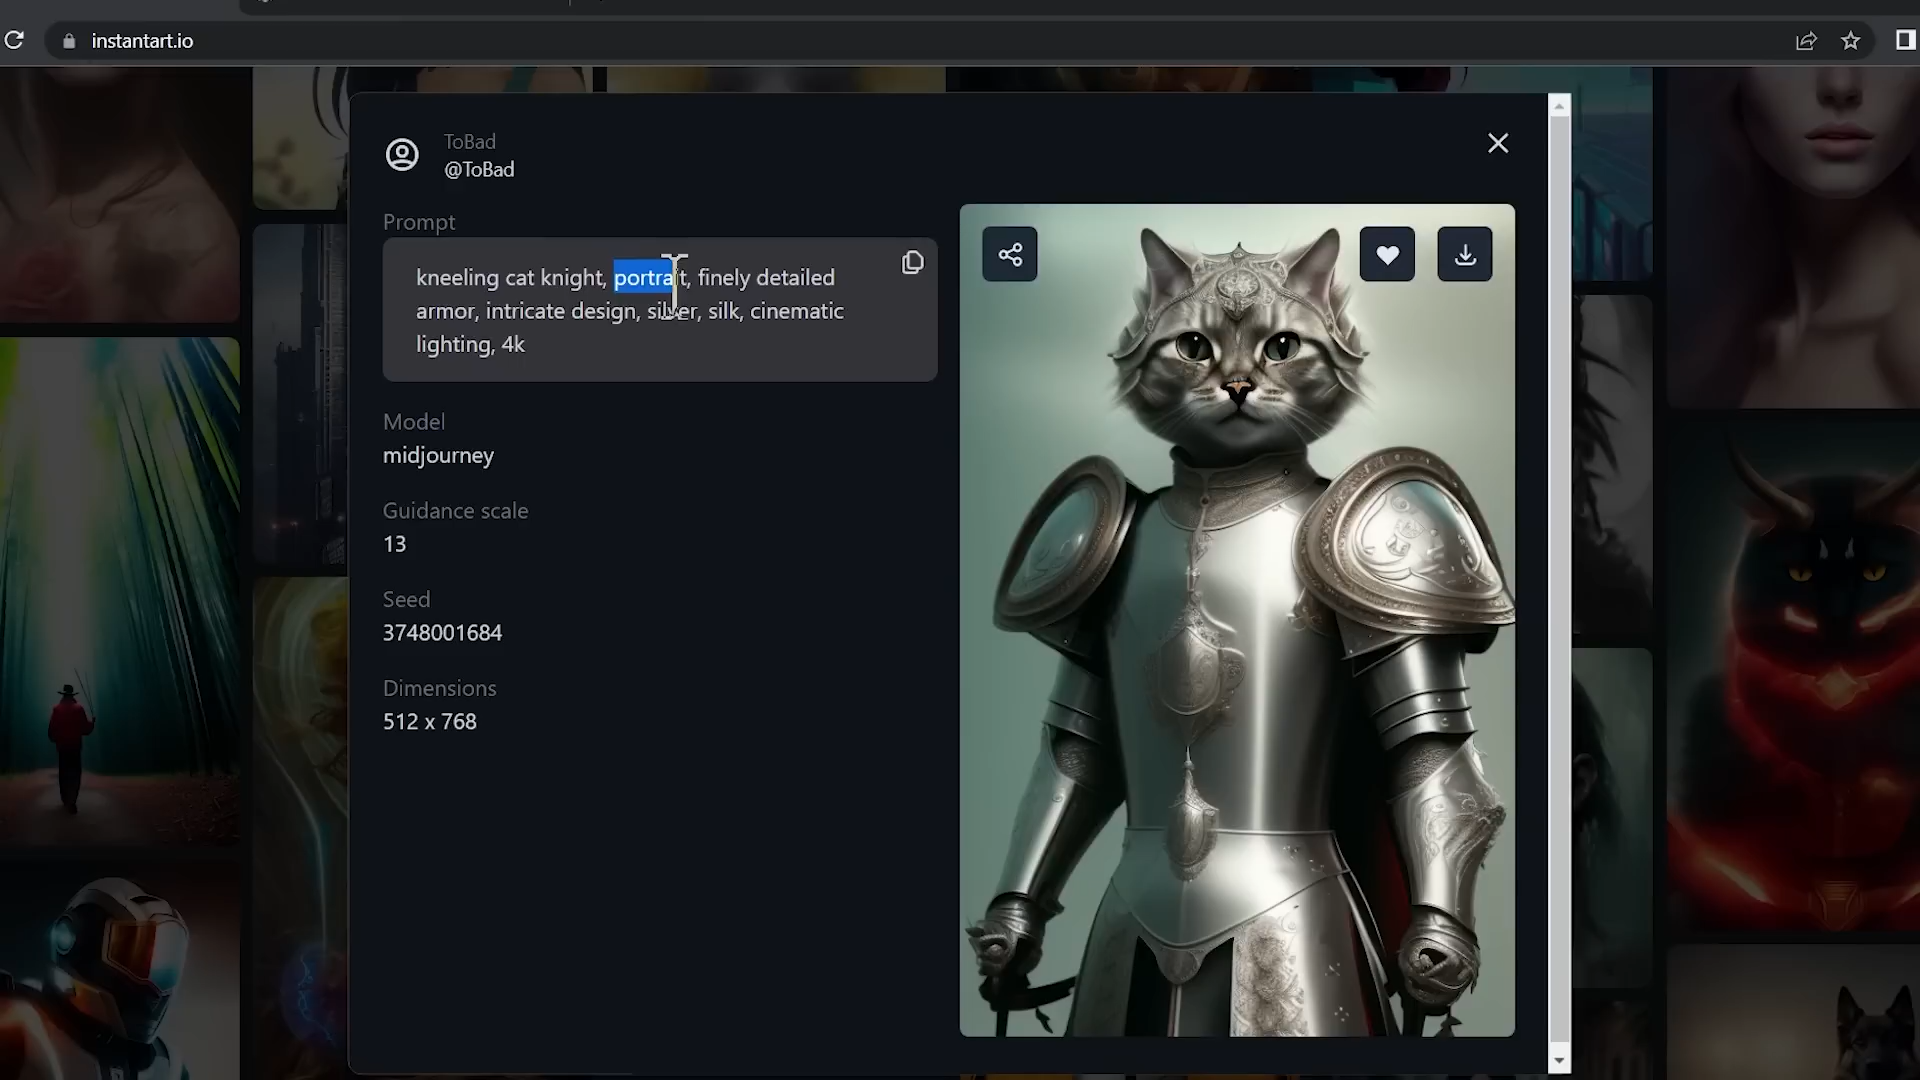 instantart.io
ToBad
@ToBad
Prompt
kneeling cat knight, portrait, finely detailed
armor, intricate design, silver, silk, cinematic
lighting, 4k
Model
midjourney
Guidance scale
13
Seed
3748001684
Dimensions
512 x 768